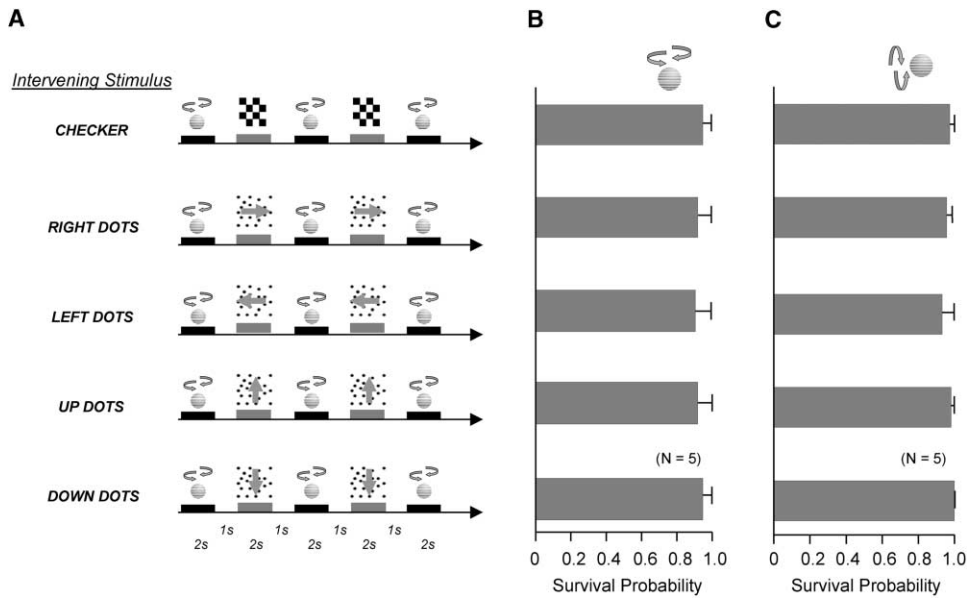 A
Intervening Stimulus
CHECKER
RIGHT DOTS
LEFT DOTS
UP DOTS
DOWN DOTS
1s 1s 1s 1s
2s 2s 2s 2s 2s
B
(N = 5)
0 0.2 0.4 0.6 0.8 1.0
Survival Probability
C
(N = 5)
0 0.2 0.4 0.6 0.8 1.0
Survival Probability